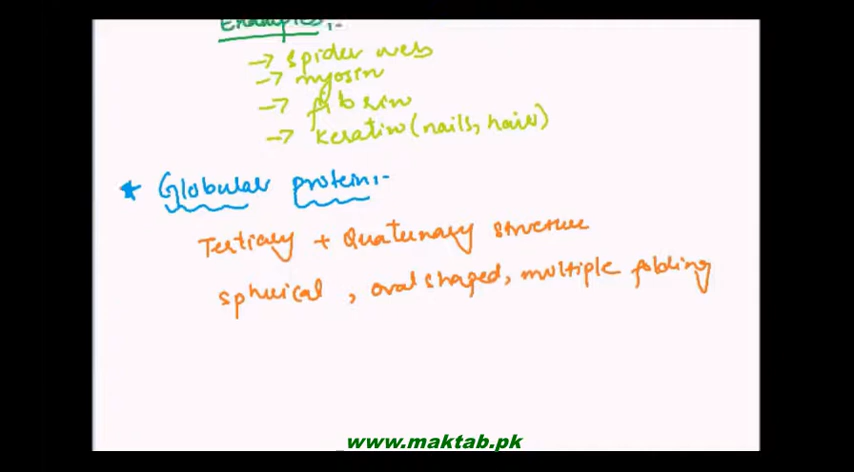 Examples:-
→ spider web
→ myosin
→ fibrin
→ Keratin (nails, hair)
★ Globular protein:-
Tertiary + Quaternary structure
spherical, oval shaped, multiple folding
www.maktab.pk